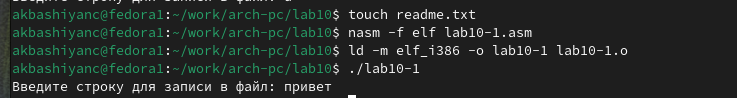 akbashiyanc@fedora1:~/work/arch-pc/lab10$ touch readme.txt
akbashiyanc@fedora1:~/work/arch-pc/lab10$ nasm -f elf lab10-1.asm
akbashiyanc@fedora1:~/work/arch-pc/lab10$ ld -m elf_i386 -o lab10-1 lab10-1.o
akbashiyanc@fedora1:~/work/arch-pc/lab10$ ./lab10-1
Введите строку для записи в файл: привет